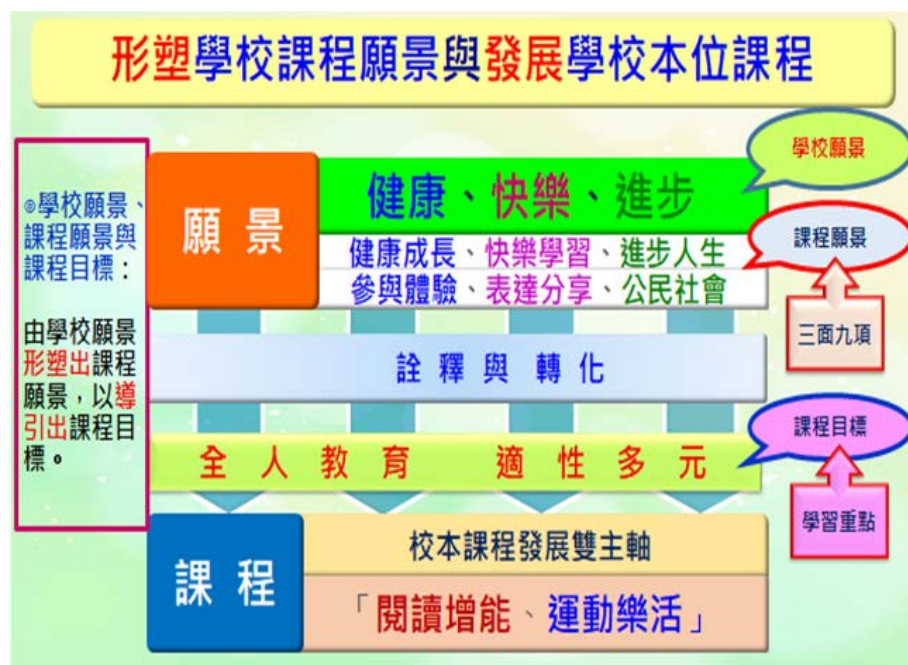 形塑學校課程願景與發展學校本位課程
◎學校願景、
課程願景與
課程目標：
由學校願景
形塑出課程
願景，以導
引出課程目
標。
願景
健康、快樂、進步
健康成長、快樂學習、進步人生
參與體驗、表達分享、公民社會
學校願景
課程願景
三面九項
詮釋與轉化
全人教育 適性多元
課程目標
學習重點
課程
校本課程發展雙主軸
「閱讀增能、運動樂活」